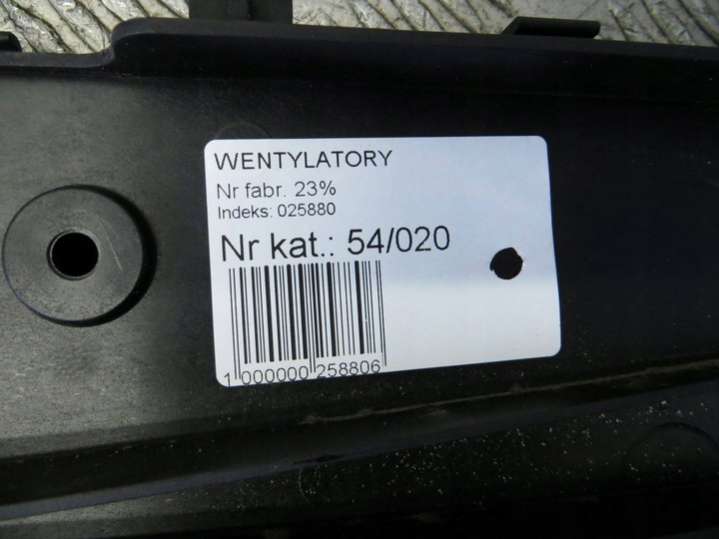 WENTYLATORY
Nr fabr. 23%
Indeks: 025880
Nr kat.: 54/020
1 000000 258806